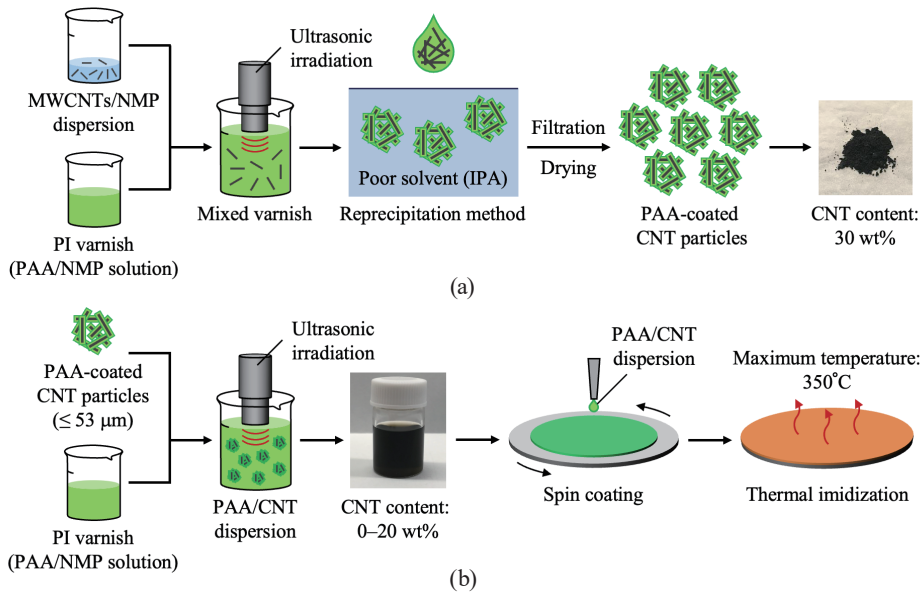 Ultrasonic
irradiation
MWCNTs/NMP
dispersion
PI varnish
(PAA/NMP solution)
Mixed varnish
Poor solvent (IPA)
Reprecipitation method
Filtration
Drying
PAA-coated
CNT particles
CNT content:
30 wt%
(a)
PAA-coated
CNT particles
(≤ 53 μm)
PI varnish
(PAA/NMP solution)
Ultrasonic
irradiation
PAA/CNT
dispersion
CNT content:
0–20 wt%
PAA/CNT
dispersion
Spin coating
Maximum temperature:
350°C
Thermal imidization
(b)